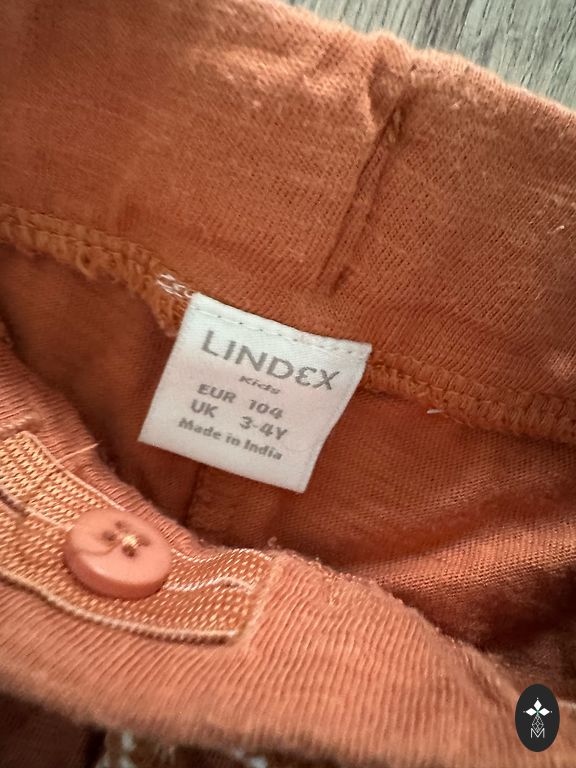 LINDEX
Kids
EUR 104
UK 3-4Y
Made in India
M